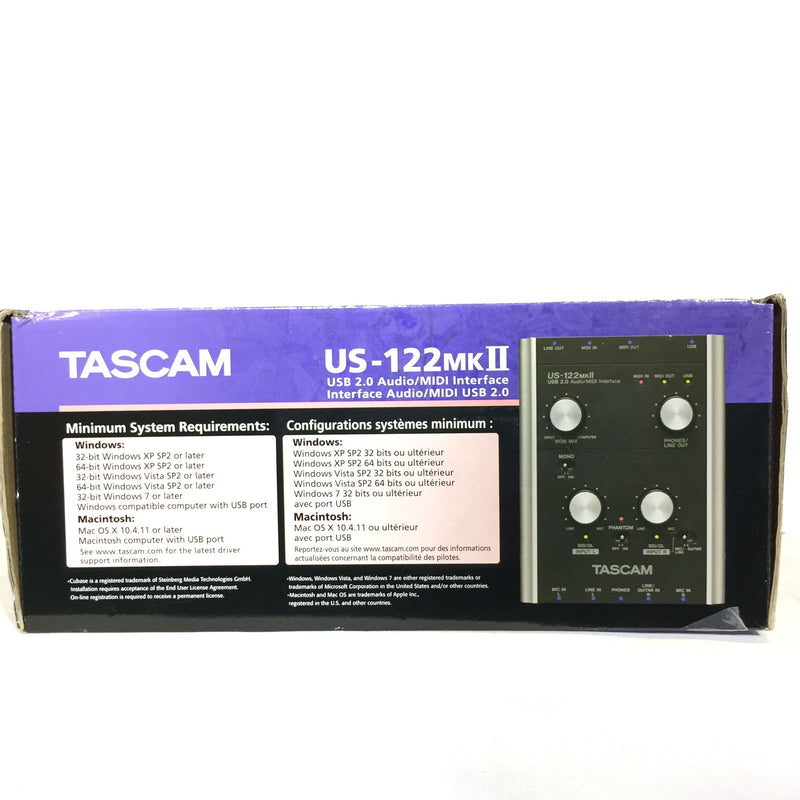 TASCAM
US-122MKII
USB 2.0 Audio/MIDI Interface
Interface Audio/MIDI USB 2.0
Minimum System Requirements:
Windows:
32-bit Windows XP SP2 or later
64-bit Windows XP SP2 or later
32-bit Windows Vista SP2 or later
64-bit Windows Vista SP2 or later
32-bit Windows 7 or later
Windows compatible computer with USB port
Macintosh:
Mac OS X 10.4.11 or later
Macintosh computer with USB port
See www.tascam.com for the latest driver
support information.
•Cubase is a registered trademark of Steinberg Media Technologies GmbH.
Installation requires acceptance of the End User License Agreement.
On-line registration is required to receive a permanent license.
Configurations systèmes minimum :
Windows:
Windows XP SP2 32 bits ou ultérieur
Windows XP SP2 64 bits ou ultérieur
Windows Vista SP2 32 bits ou ultérieur
Windows Vista SP2 64 bits ou ultérieur
Windows 7 32 bits ou ultérieur
avec port USB
Macintosh:
Mac OS X 10.4.11 ou ultérieur
avec port USB
Reportez-vous au site www.tascam.com pour des informations
actualisées concernant la compatibilité des pilotes.
•Windows, Windows Vista, and Windows 7 are either registered trademarks or
trademarks of Microsoft Corporation in the United States and/or other countries.
•Macintosh and Mac OS are trademarks of Apple Inc.,
registered in the U.S. and other countries.
LINE OUT MIDI IN MIDI OUT USB
US-122MKII
USB 2.0 Audio/MIDI Interface
MIDI IN MIDI OUT USB
INPUT COMPUTER
MON MIX
PHONES/
LINE OUT
MONO
OFF ON
LINE MIC LINE MIC
PHANTOM
SIG/OL OFF ON SIG/OL
INPUT L INPUT R
MIC/
LINE GUITAR
TASCAM
MIC IN LINE IN PHONES LINE/
GUITAR IN MIC IN
L L R R